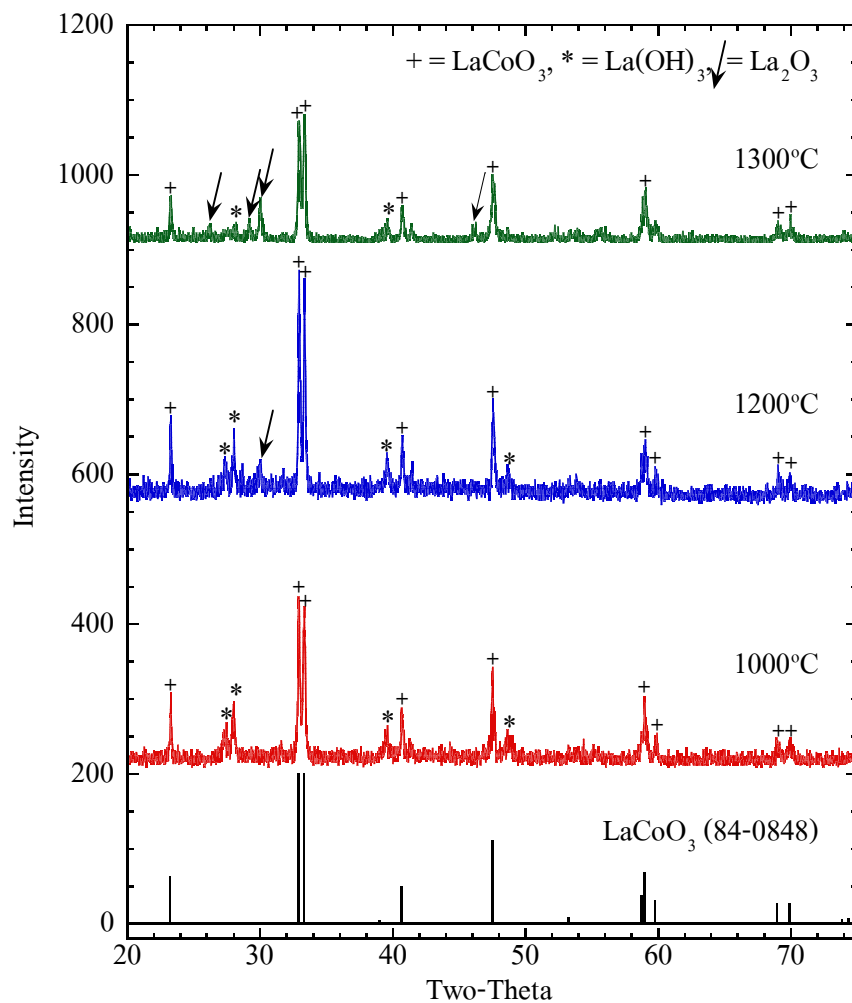 1200
+ = LaCoO₃, * = La(OH)₃, = La₂O₃
1300°C
1000
800
1200°C
600
Intensity
400
1000°C
200
LaCoO₃ (84-0848)
0
20 30 40 50 60 70
Two-Theta